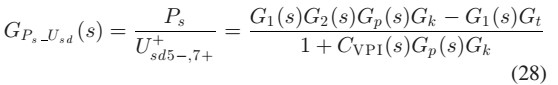 G_{P_s\_U_{sd}}(s) = \frac{P_s}{U^+_{sd5-,7+}} = \frac{G_1(s)G_2(s)G_p(s)G_k - G_1(s)G_t}{1 + C_{VPI}(s)G_p(s)G_k}
(28)